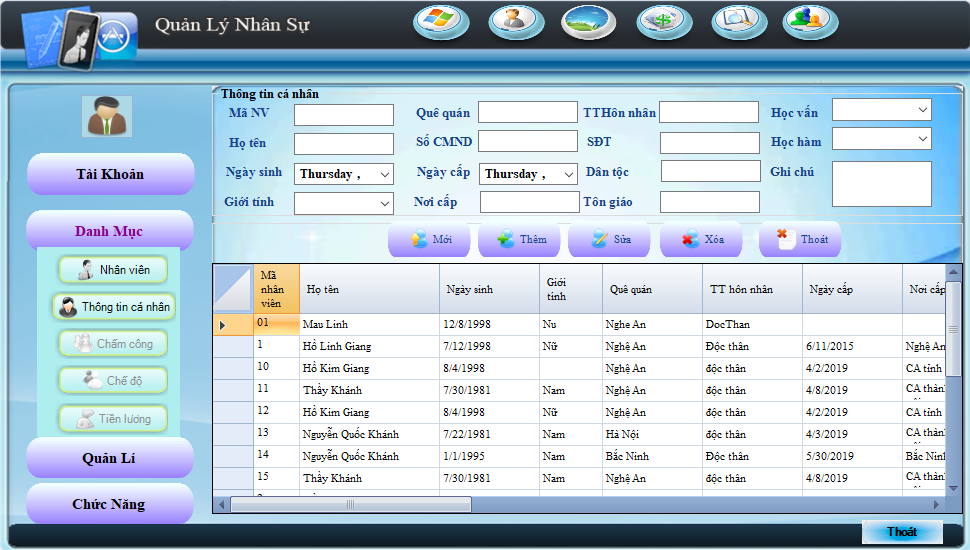 Quản Lý Nhân Sự
Thông tin cá nhân
Mã NV
Quê quán
TTHôn nhân
Học vấn
Họ tên
Số CMND
SĐT
Học hàm
Ngày sinh
Thursday ,
Ngày cấp
Thursday ,
Dân tộc
Ghi chú
Giới tính
Nơi cấp
Tôn giáo
Mới
Thêm
Sửa
Xóa
Thoát
Tài Khoản
Danh Mục
Nhân viên
Thông tin cá nhân
Chấm công
Chế độ
Tiền lương
Quản Lí
Chức Năng
Mã nhân viên Họ tên Ngày sinh Giới tính Quê quán TT hôn nhân Ngày cấp Nơi cấp
01 Mau Linh 12/8/1998 Nu Nghe An DocThan
1 Hồ Linh Giang 7/12/1998 Nữ Nghệ An Độc thân 6/11/2015 Nghệ An
10 Hồ Kim Giang 8/4/1998 Nghệ An độc thân 4/2/2019 CA tỉnh
11 Thầy Khánh 7/30/1981 Nam Nghệ An độc thân 4/8/2019 CA thành
12 Hồ Kim Giang 8/4/1998 Nữ Nghệ An độc thân 4/2/2019 CA tỉnh
13 Nguyễn Quốc Khánh 7/22/1981 Nam Hà Nội độc thân 4/3/2019 CA thành
14 Nguyễn Quốc Khánh 1/1/1995 Nam Bắc Ninh Độc thân 5/30/2019 Bắc Ninh
15 Thầy Khánh 7/30/1981 Nam Nghệ An độc thân 4/8/2019 CA thành
Thoát